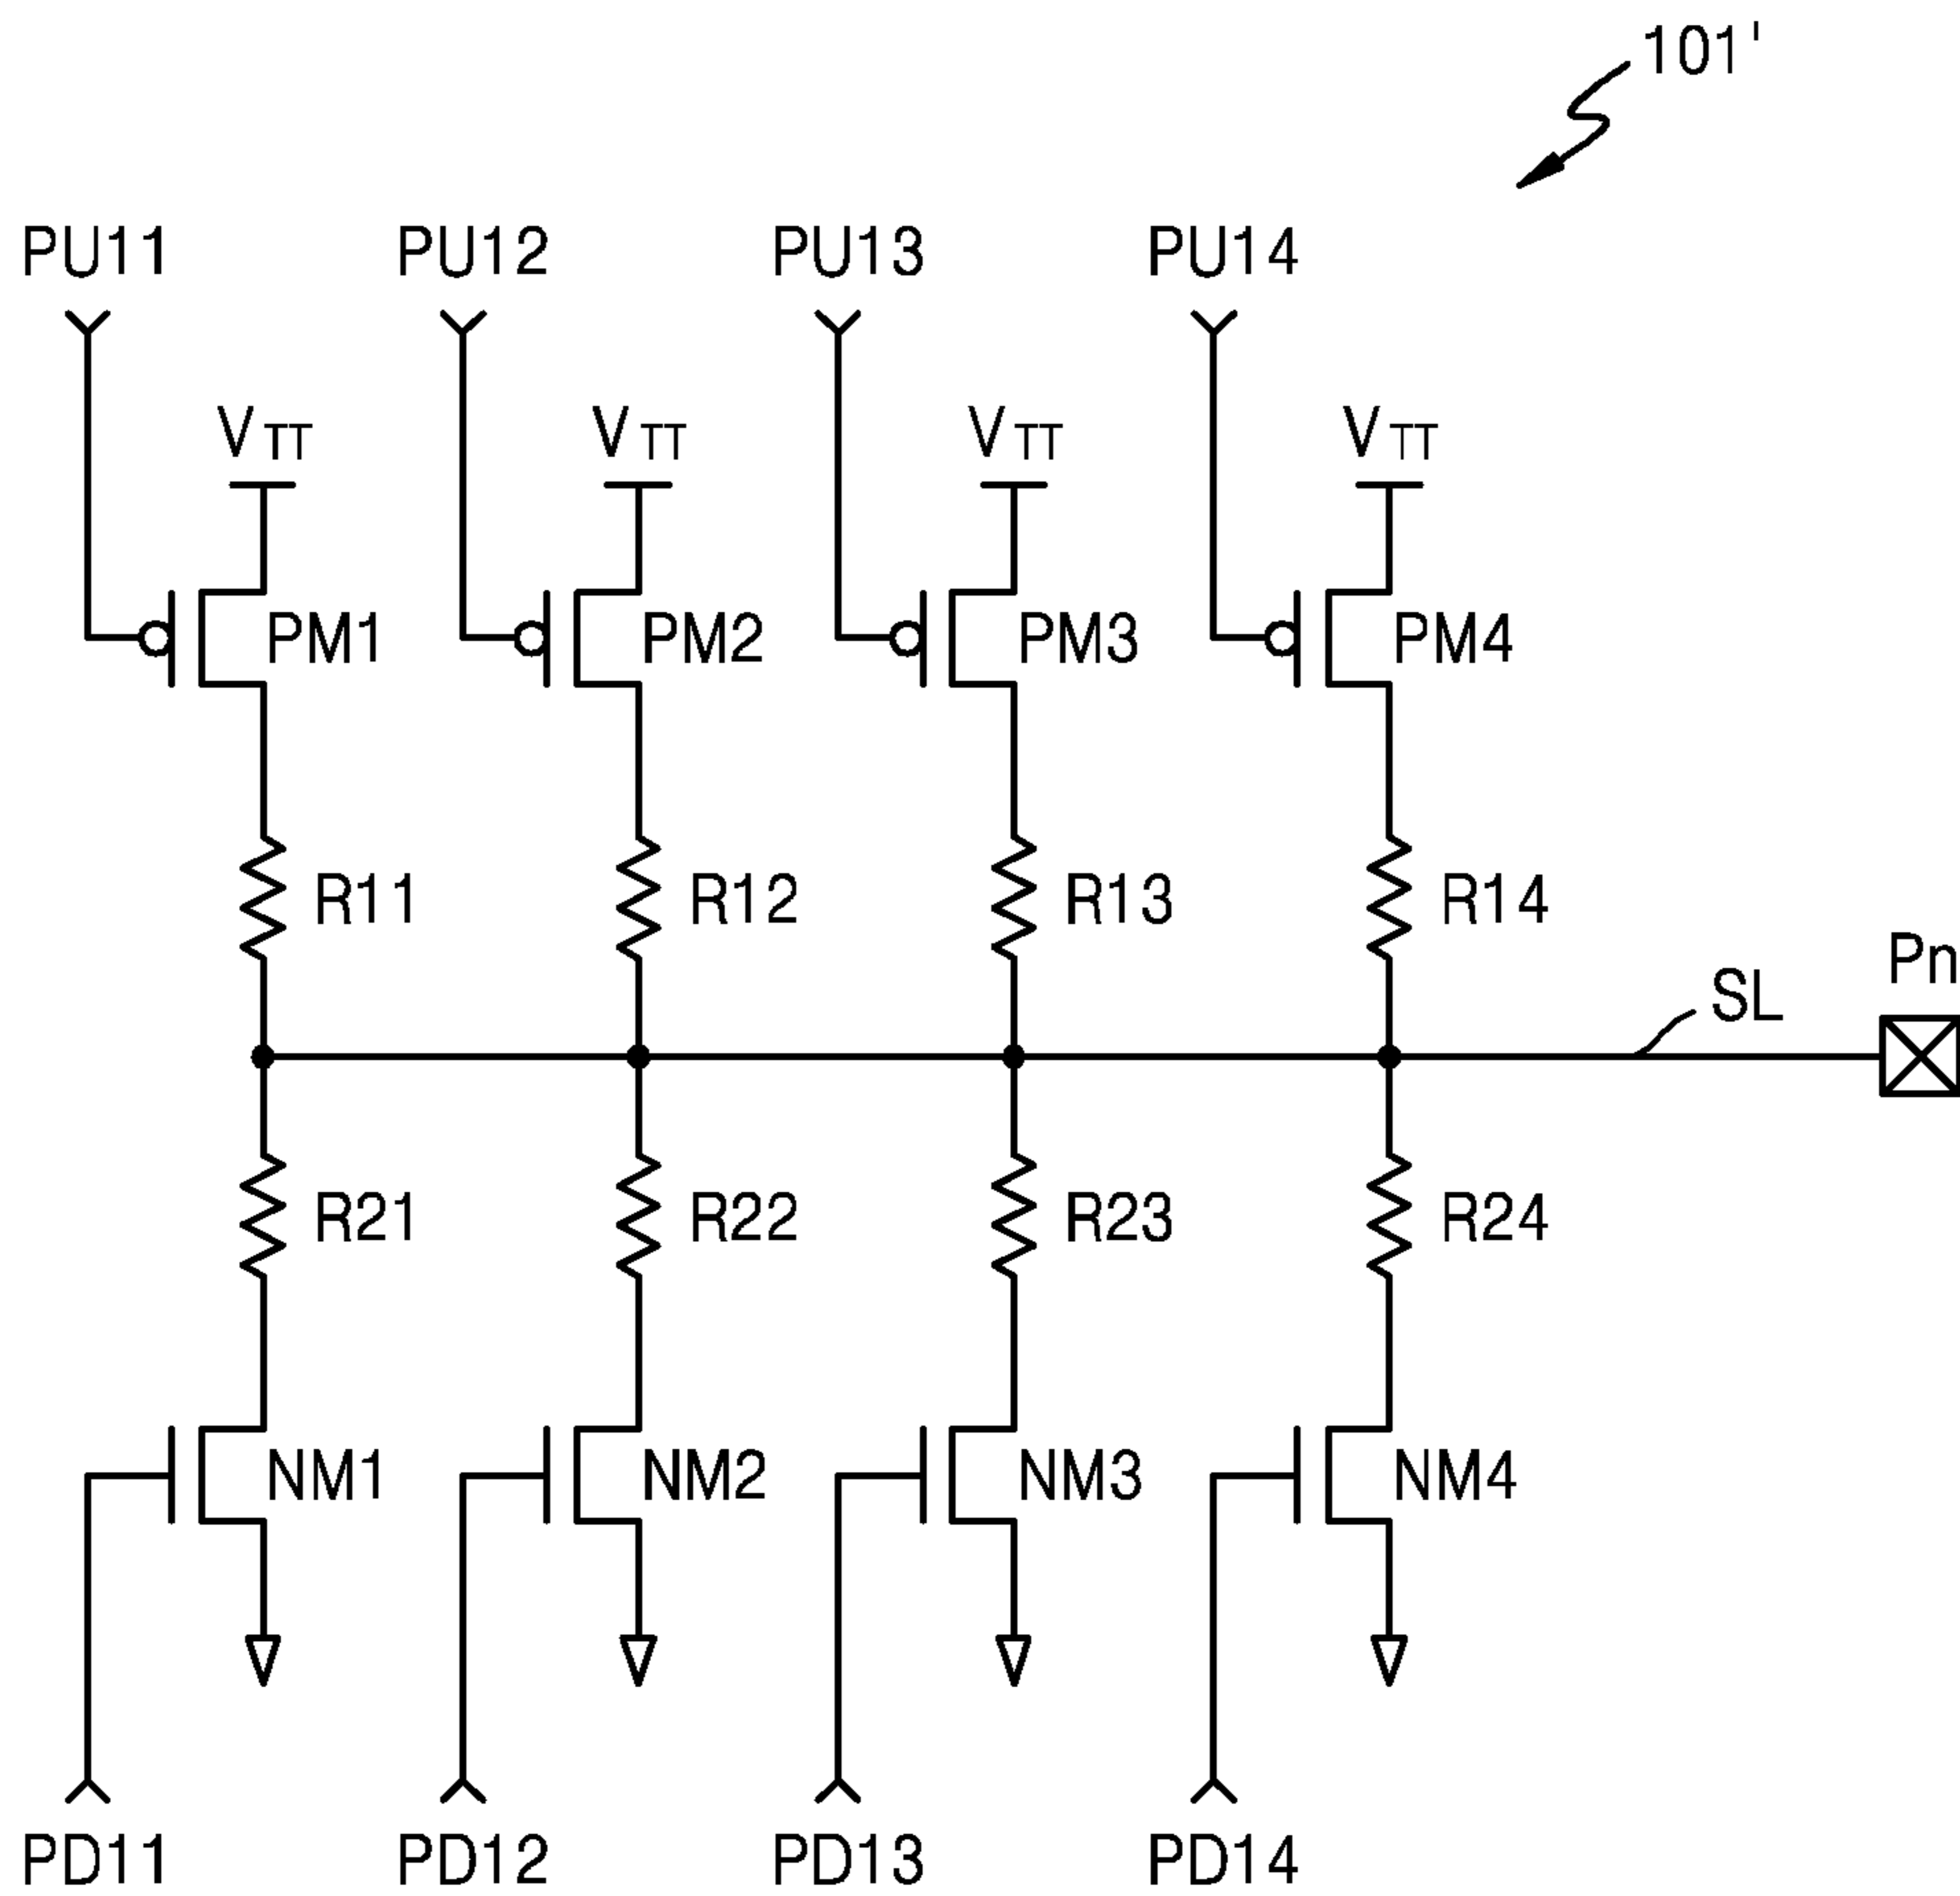 101'
PU11 PU12 PU13 PU14
VTT VTT VTT VTT
PM1 PM2 PM3 PM4
R11 R12 R13 R14
Pn
SL
R21 R22 R23 R24
NM1 NM2 NM3 NM4
PD11 PD12 PD13 PD14